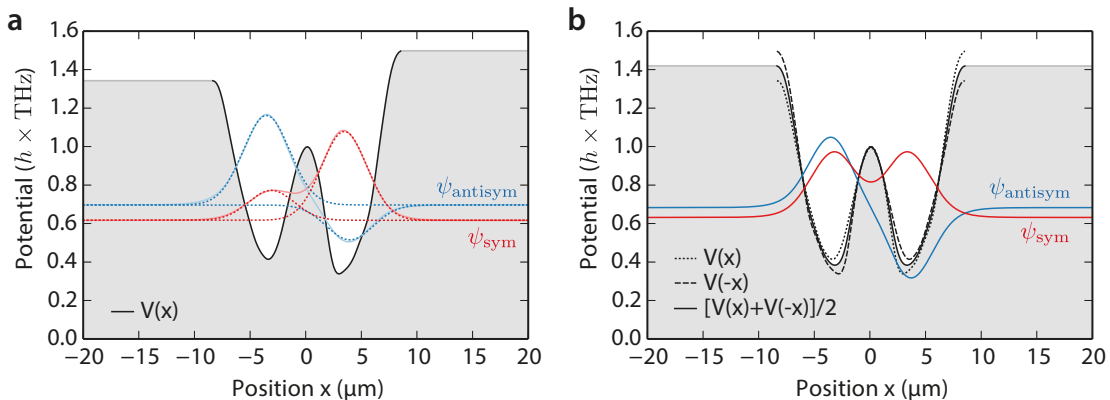 a
Potential (h × THz)
1.6
1.4
1.2
1.0
0.8
0.6
0.4
0.2
0.0
ψantisym
ψsym
V(x)
−20 −15 −10 −5 0 5 10 15 20
Position x (μm)
b
Potential (h × THz)
1.6
1.4
1.2
1.0
0.8
0.6
0.4
0.2
0.0
ψantisym
ψsym
V(x)
V(-x)
[V(x)+V(-x)]/2
−20 −15 −10 −5 0 5 10 15 20
Position x (μm)